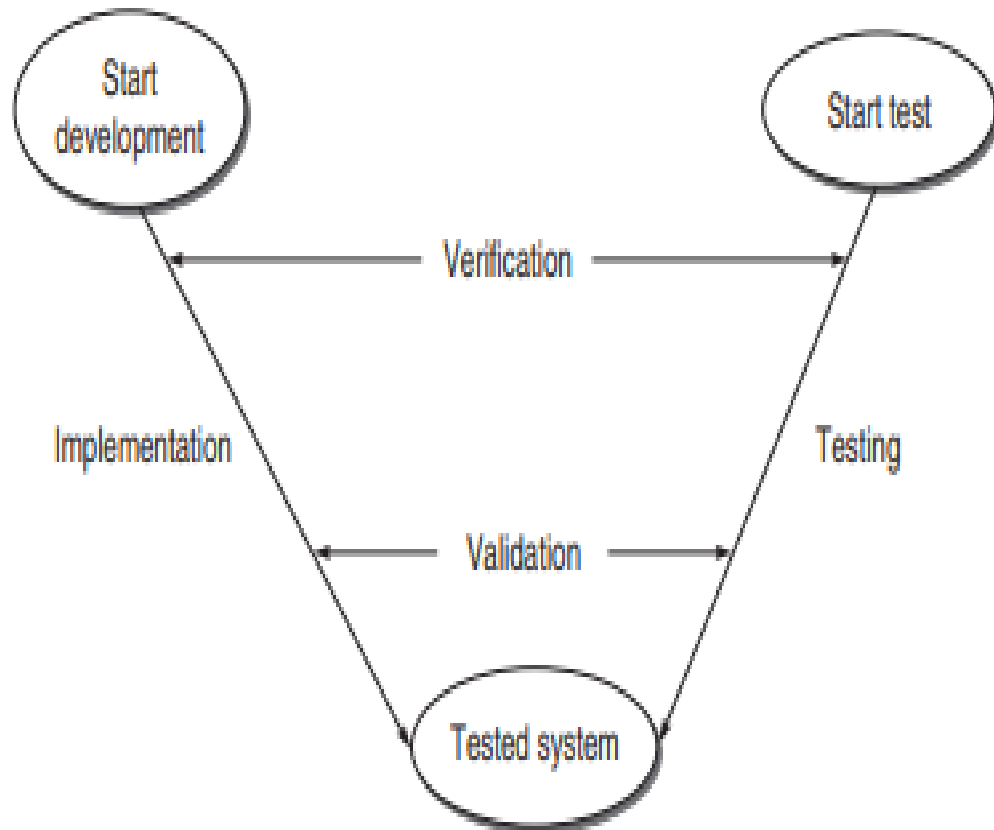 Start
development
Start test
Verification
Implementation
Testing
Validation
Tested system